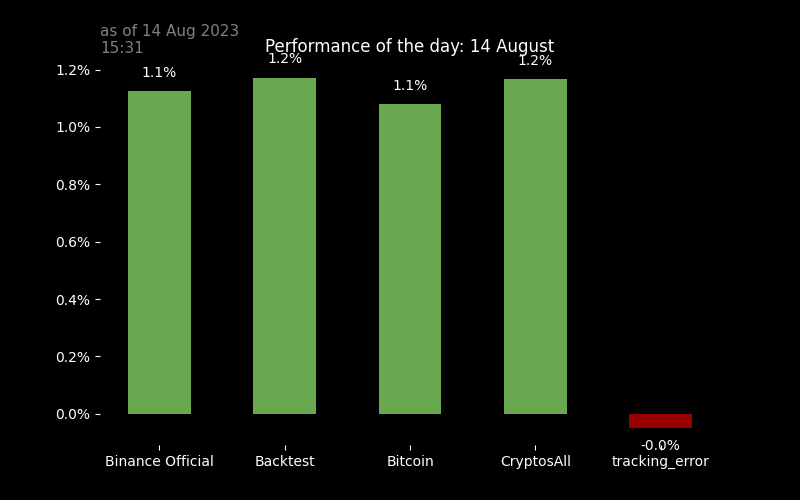 as of 14 Aug 2023
15:31
Performance of the day: 14 August
1.2%
1.0%
0.8%
0.6%
0.4%
0.2%
0.0%
1.1%
1.2%
1.1%
1.2%
-0.0%
Binance Official
Backtest
Bitcoin
CryptosAll
tracking_error